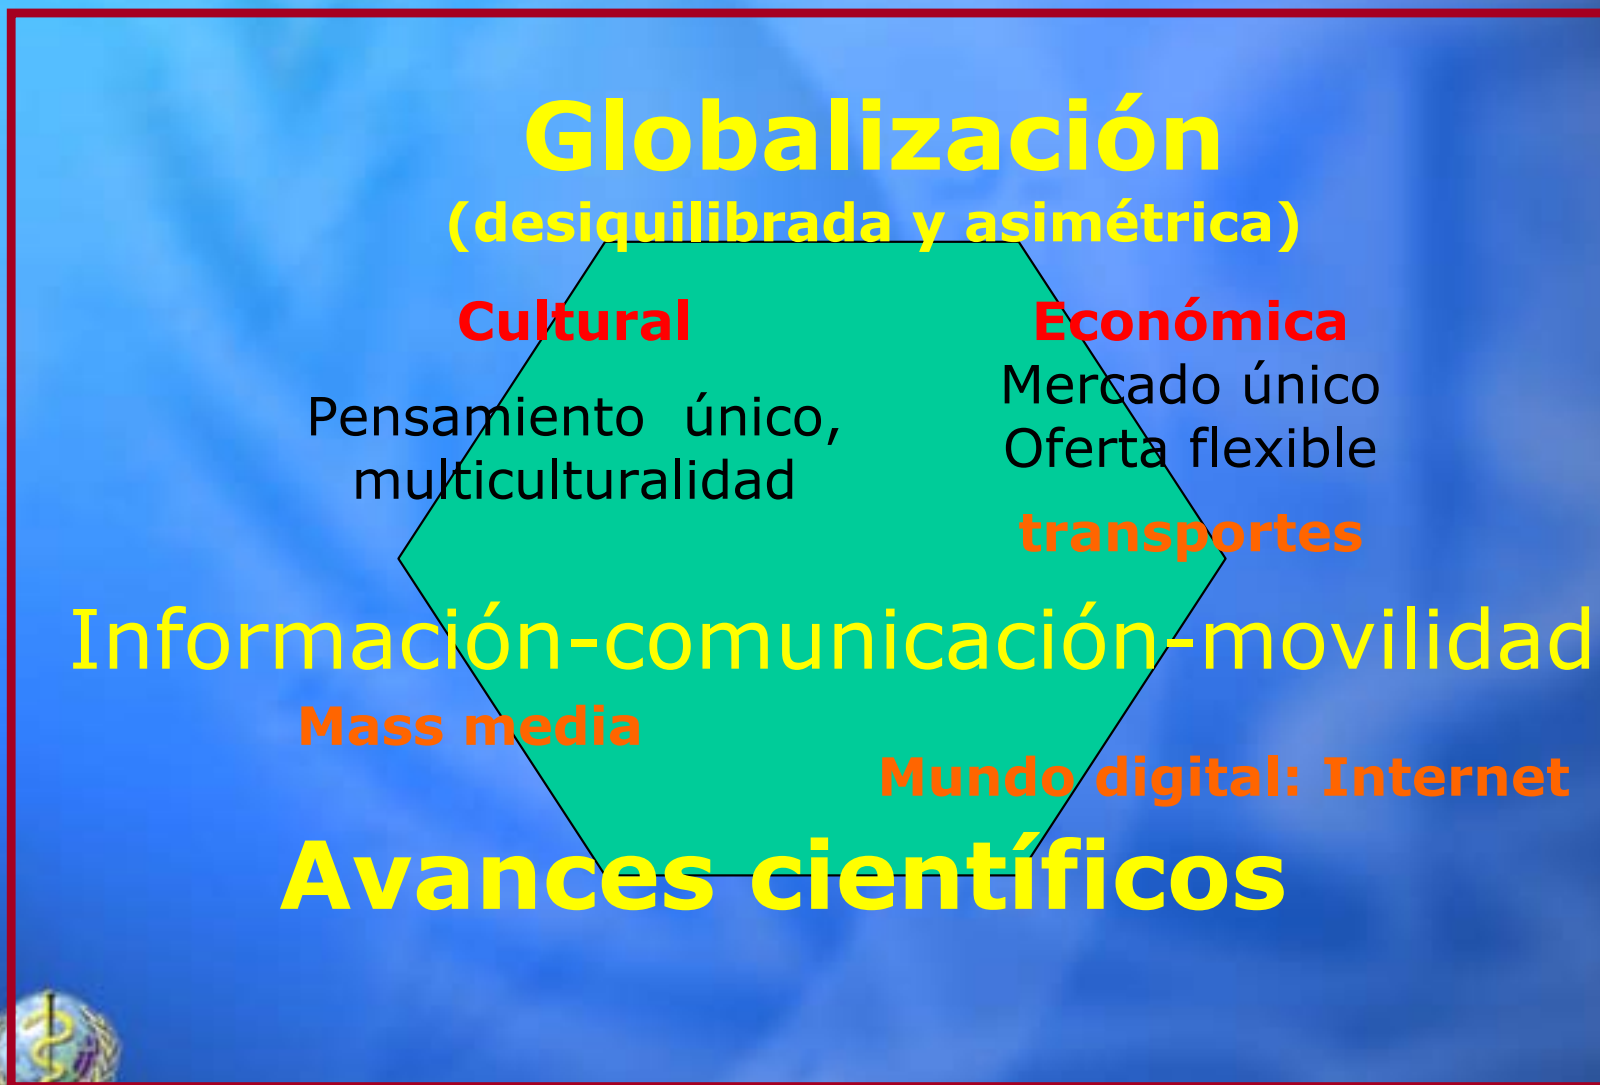 Globalización
(desiquilibrada y asimétrica)
Cultural
Pensamiento  único,
multiculturalidad
Económica
Mercado único
Oferta flexible
transportes
Información-comunicación-movilidad
Mass media
Mundo digital: Internet
Avances científicos